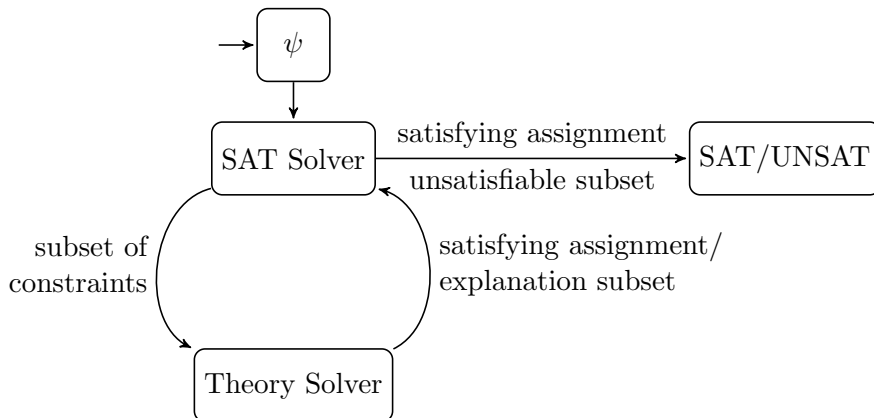 ψ
SAT Solver
satisfying assignment
unsatisfiable subset
SAT/UNSAT
subset of
constraints
satisfying assignment/
explanation subset
Theory Solver